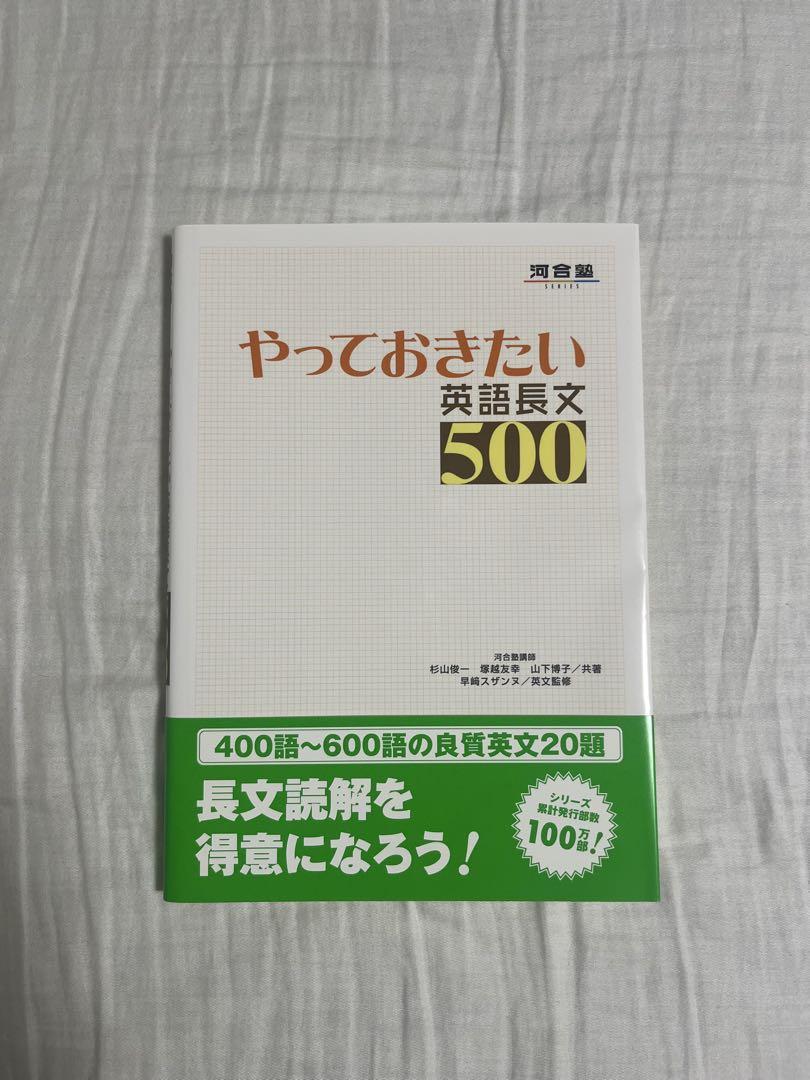 河合塾
SERIES
やっておきたい
英語長文
500
河合塾講師
杉山俊一 塚越友幸 山下博子／共著
早﨑スザンヌ／英文監修
400語〜600語の良質英文20題
長文読解を
得意になろう！
シリーズ
累計発行部数
100万部！